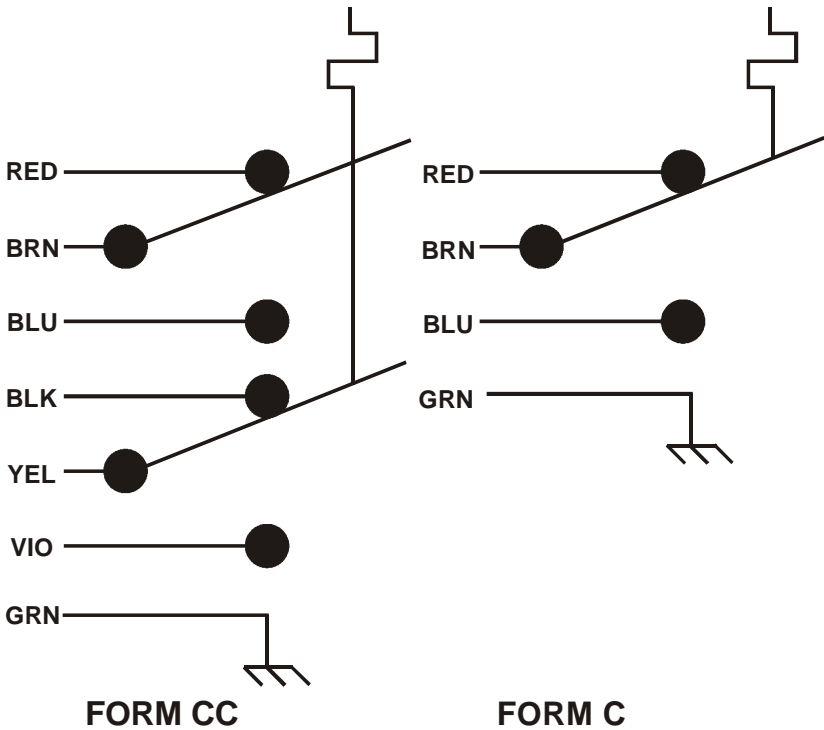 RED
BRN
BLU
BLK
YEL
VIO
GRN
FORM CC
RED
BRN
BLU
GRN
FORM C